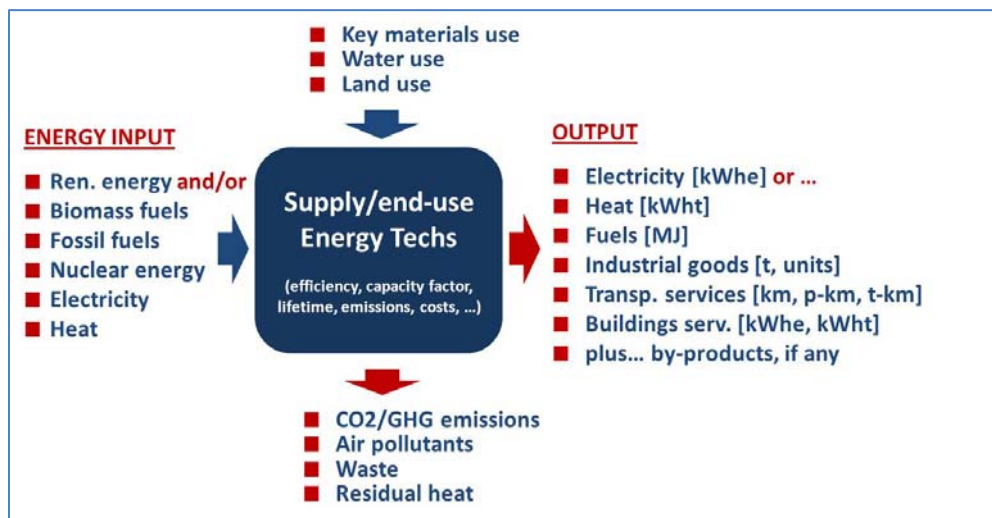 Key materials use
Water use
Land use
ENERGY INPUT
Ren. energy and/or
Biomass fuels
Fossil fuels
Nuclear energy
Electricity
Heat
Supply/end-use
Energy Techs
(efficiency, capacity factor,
lifetime, emissions, costs, ...)
OUTPUT
Electricity [kWhe] or ...
Heat [kWht]
Fuels [MJ]
Industrial goods [t, units]
Transp. services [km, p-km, t-km]
Buildings serv. [kWhe, kWht]
plus... by-products, if any
CO2/GHG emissions
Air pollutants
Waste
Residual heat